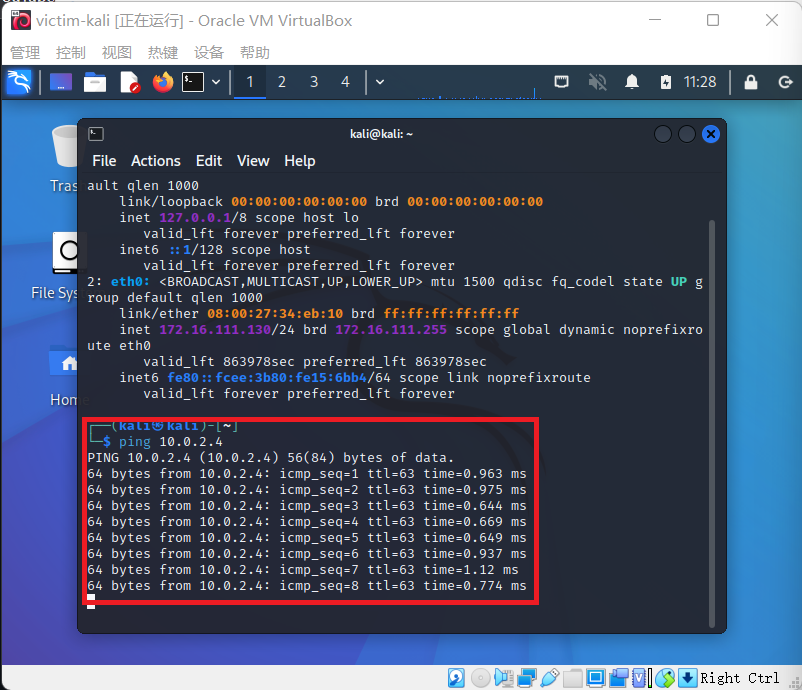 victim-kali [正在运行] - Oracle VM VirtualBox
管理 控制 视图 热键 设备 帮助
1 2 3 4 11:28
kali@kali: ~
File Actions Edit View Help
Tras
File Sys
Home
ault qlen 1000
    link/loopback 00:00:00:00:00:00 brd 00:00:00:00:00:00
    inet 127.0.0.1/8 scope host lo
       valid_lft forever preferred_lft forever
    inet6 ::1/128 scope host
       valid_lft forever preferred_lft forever
2: eth0: <BROADCAST,MULTICAST,UP,LOWER_UP> mtu 1500 qdisc fq_codel state UP g
roup default qlen 1000
    link/ether 08:00:27:34:eb:10 brd ff:ff:ff:ff:ff:ff
    inet 172.16.111.130/24 brd 172.16.111.255 scope global dynamic noprefixro
ute eth0
       valid_lft 863978sec preferred_lft 863978sec
    inet6 fe80::fcee:3b80:fe15:6bb4/64 scope link noprefixroute
       valid_lft forever preferred_lft forever
┌──(kali㉿kali)-[~]
└─$ ping 10.0.2.4
PING 10.0.2.4 (10.0.2.4) 56(84) bytes of data.
64 bytes from 10.0.2.4: icmp_seq=1 ttl=63 time=0.963 ms
64 bytes from 10.0.2.4: icmp_seq=2 ttl=63 time=0.975 ms
64 bytes from 10.0.2.4: icmp_seq=3 ttl=63 time=0.644 ms
64 bytes from 10.0.2.4: icmp_seq=4 ttl=63 time=0.669 ms
64 bytes from 10.0.2.4: icmp_seq=5 ttl=63 time=0.649 ms
64 bytes from 10.0.2.4: icmp_seq=6 ttl=63 time=0.937 ms
64 bytes from 10.0.2.4: icmp_seq=7 ttl=63 time=1.12 ms
64 bytes from 10.0.2.4: icmp_seq=8 ttl=63 time=0.774 ms
Right Ctrl